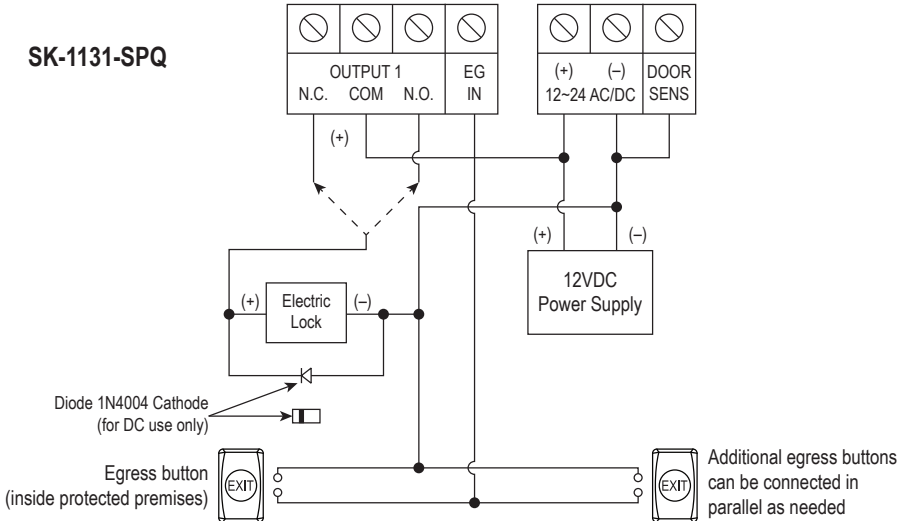 SK-1131-SPQ
OUTPUT 1
N.C. COM N.O.
EG
IN
(+) (–)
12~24 AC/DC
DOOR
SENS
(+)
(+) (–)
12VDC
Power Supply
(+)
Electric
Lock
(–)
Diode 1N4004 Cathode
(for DC use only)
Egress button
(inside protected premises)
EXIT
EXIT
Additional egress buttons
can be connected in
parallel as needed